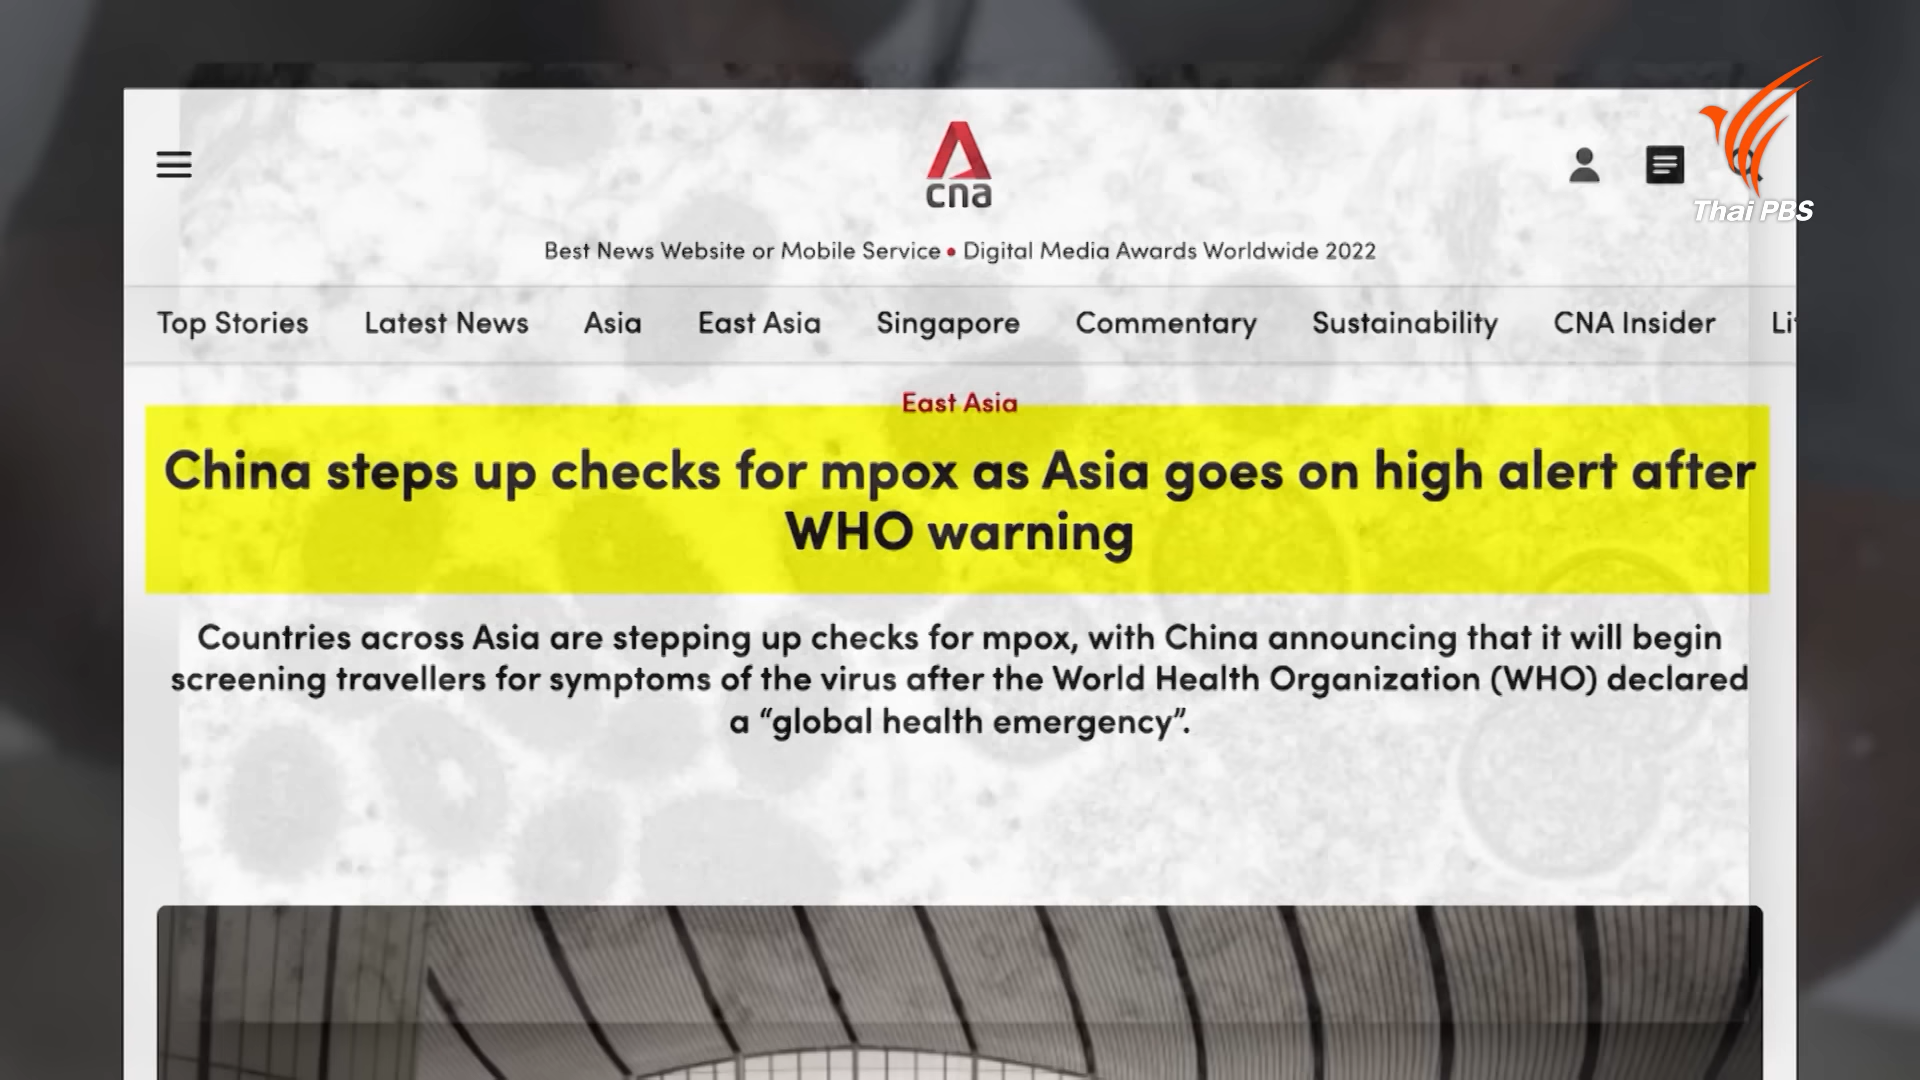 cna
Thai PBS
Best News Website or Mobile Service • Digital Media Awards Worldwide 2022
Top Stories Latest News Asia East Asia Singapore Commentary Sustainability CNA Insider
East Asia
China steps up checks for mpox as Asia goes on high alert after
WHO warning
Countries across Asia are stepping up checks for mpox, with China announcing that it will begin
screening travellers for symptoms of the virus after the World Health Organization (WHO) declared
a “global health emergency”.